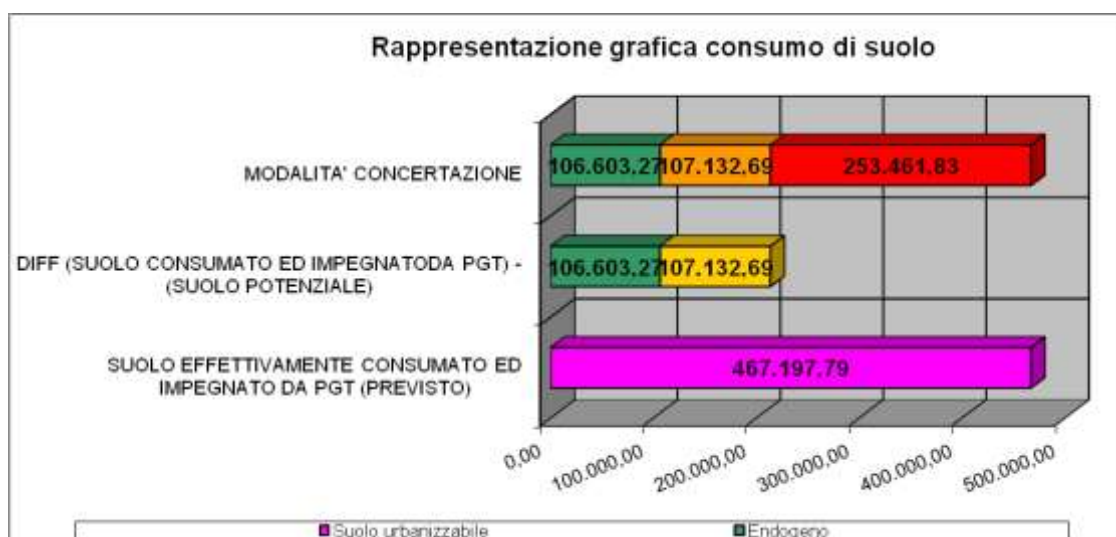 Rappresentazione grafica consumo di suolo
MODALITA' CONCERTAZIONE
106.603,27 107.132,69 253.461,83
DIFF (SUOLO CONSUMATO ED IMPEGNATODA PGT) -
(SUOLO POTENZIALE)
106.603,27 107.132,69
SUOLO EFFETTIVAMENTE CONSUMATO ED
IMPEGNATO DA PGT (PREVISTO)
467.197,79
0,00 100.000,00 200.000,00 300.000,00 400.000,00 500.000,00
Suolo urbanizzabile Endogeno